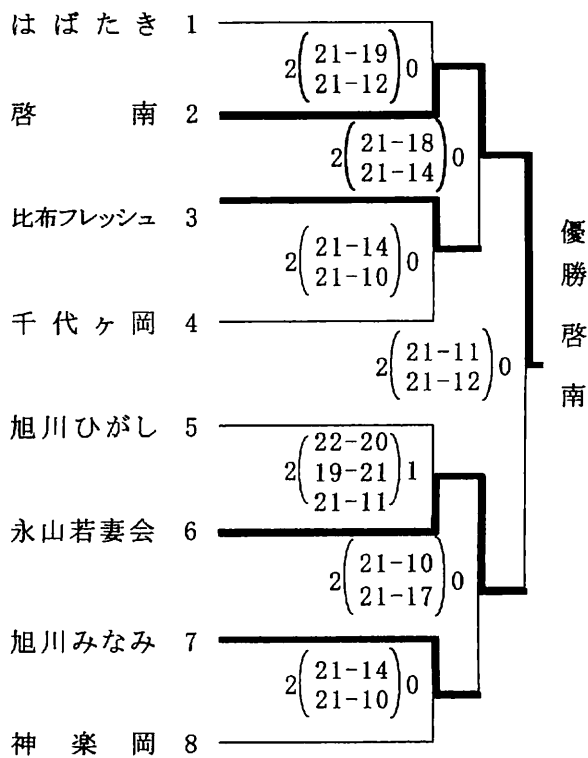 はばたき 1
2(21-19 21-12)0
啓南 2
2(21-18 21-14)0
比布フレッシュ 3
2(21-14 21-10)0
千代ヶ岡 4
優勝 啓南
2(21-11 21-12)0
旭川ひがし 5
2(22-20 19-21 21-11)1
永山若妻会 6
2(21-10 21-17)0
旭川みなみ 7
2(21-14 21-10)0
神楽岡 8